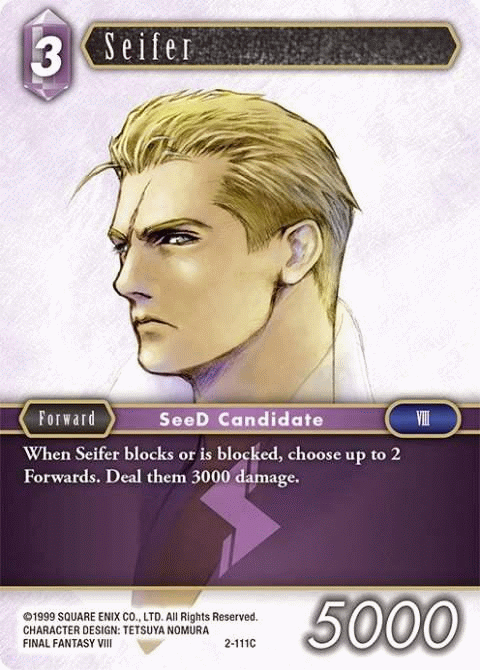 3
Seifer
Forward
SeeD Candidate
VIII
When Seifer blocks or is blocked, choose up to 2
Forwards. Deal them 3000 damage.
©1999 SQUARE ENIX CO., LTD. All Rights Reserved.
CHARACTER DESIGN: TETSUYA NOMURA
FINAL FANTASY VIII
2-111C
5000